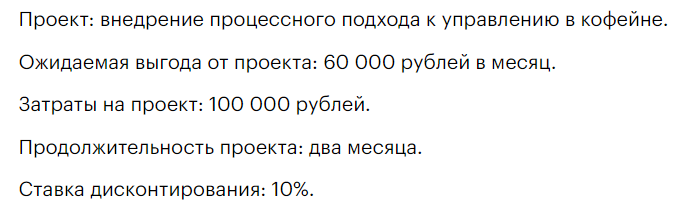 Проект: внедрение процессного подхода к управлению в кофейне.
Ожидаемая выгода от проекта: 60 000 рублей в месяц.
Затраты на проект: 100 000 рублей.
Продолжительность проекта: два месяца.
Ставка дисконтирования: 10%.